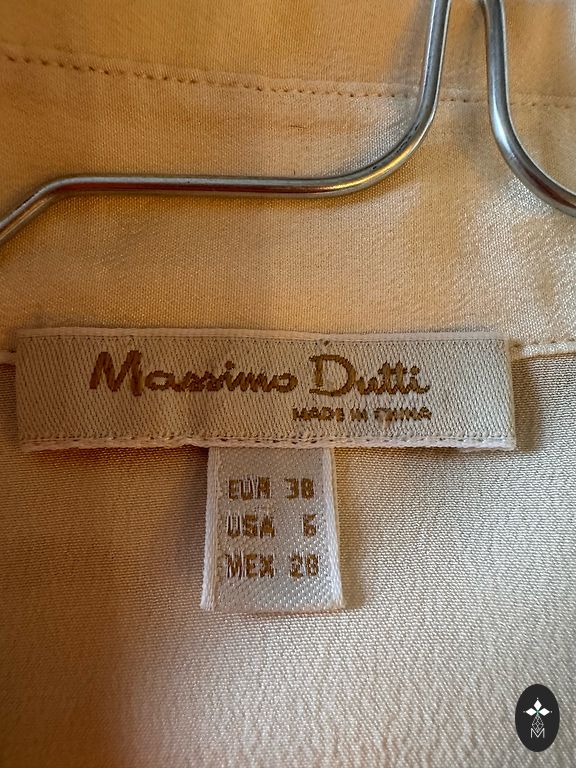 Massimo Dutti
MADE IN CHINA
EUR 38
USA 6
MEX 28